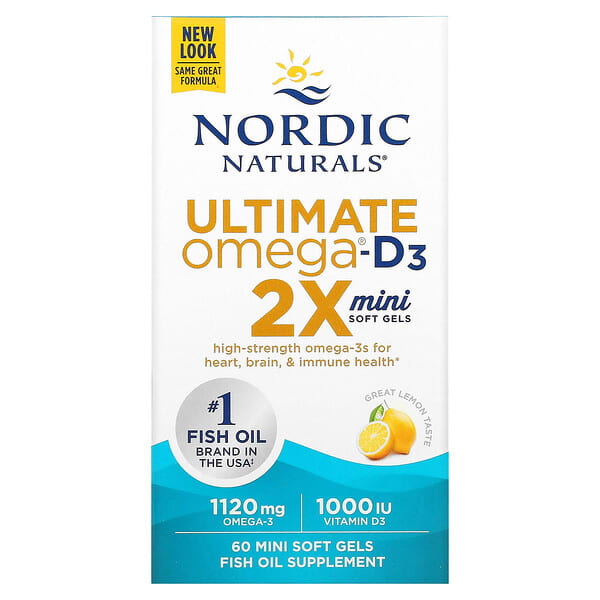 NEW
LOOK
SAME GREAT
FORMULA
NORDIC
NATURALS®
ULTIMATE
omega®-D3
2X mini
SOFT GELS
high-strength omega-3s for
heart, brain, & immune health*
#1
FISH OIL
BRAND IN
THE USA‡
GREAT LEMON TASTE
1120 mg
OMEGA-3
1000 IU
VITAMIN D3
60 MINI SOFT GELS
FISH OIL SUPPLEMENT